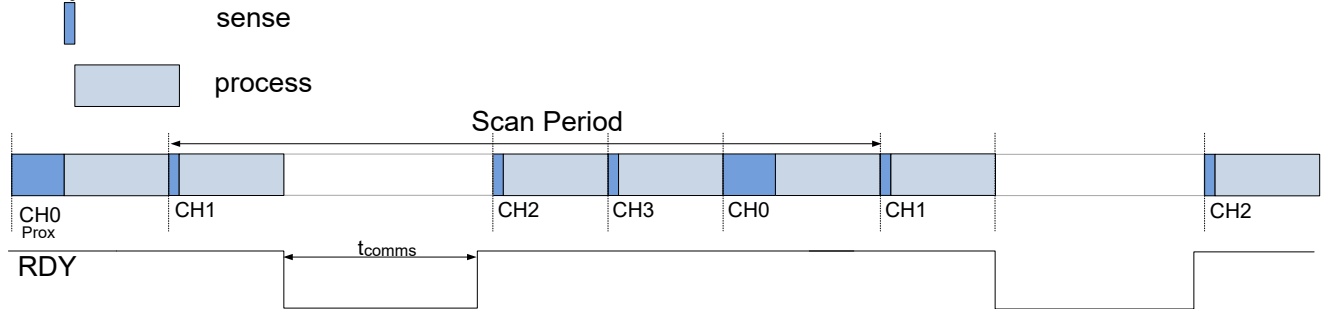 sense
process
Scan Period
CH0 CH1 CH2 CH3 CH0 CH1 CH2
Prox
tcomms
RDY